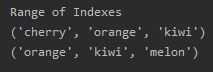 Range of Indexes
('cherry', 'orange', 'kiwi')
('orange', 'kiwi', 'melon')